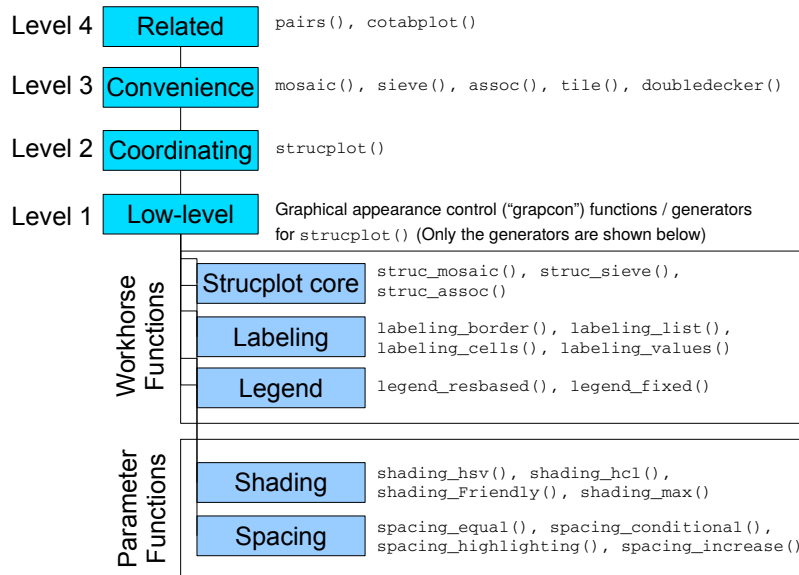 Level 4 Related pairs(), cotabplot()
Level 3 Convenience mosaic(), sieve(), assoc(), tile(), doubledecker()
Level 2 Coordinating strucplot()
Level 1 Low-level Graphical appearance control (“grapcon”) functions / generators
for strucplot() (Only the generators are shown below)
Workhorse
Functions
Strucplot core struc_mosaic(), struc_sieve(),
struc_assoc()
Labeling labeling_border(), labeling_list(),
labeling_cells(), labeling_values()
Legend legend_resbased(), legend_fixed()
Parameter
Functions
Shading shading_hsv(), shading_hcl(),
shading_Friendly(), shading_max()
Spacing spacing_equal(), spacing_conditional(),
spacing_highlighting(), spacing_increase()